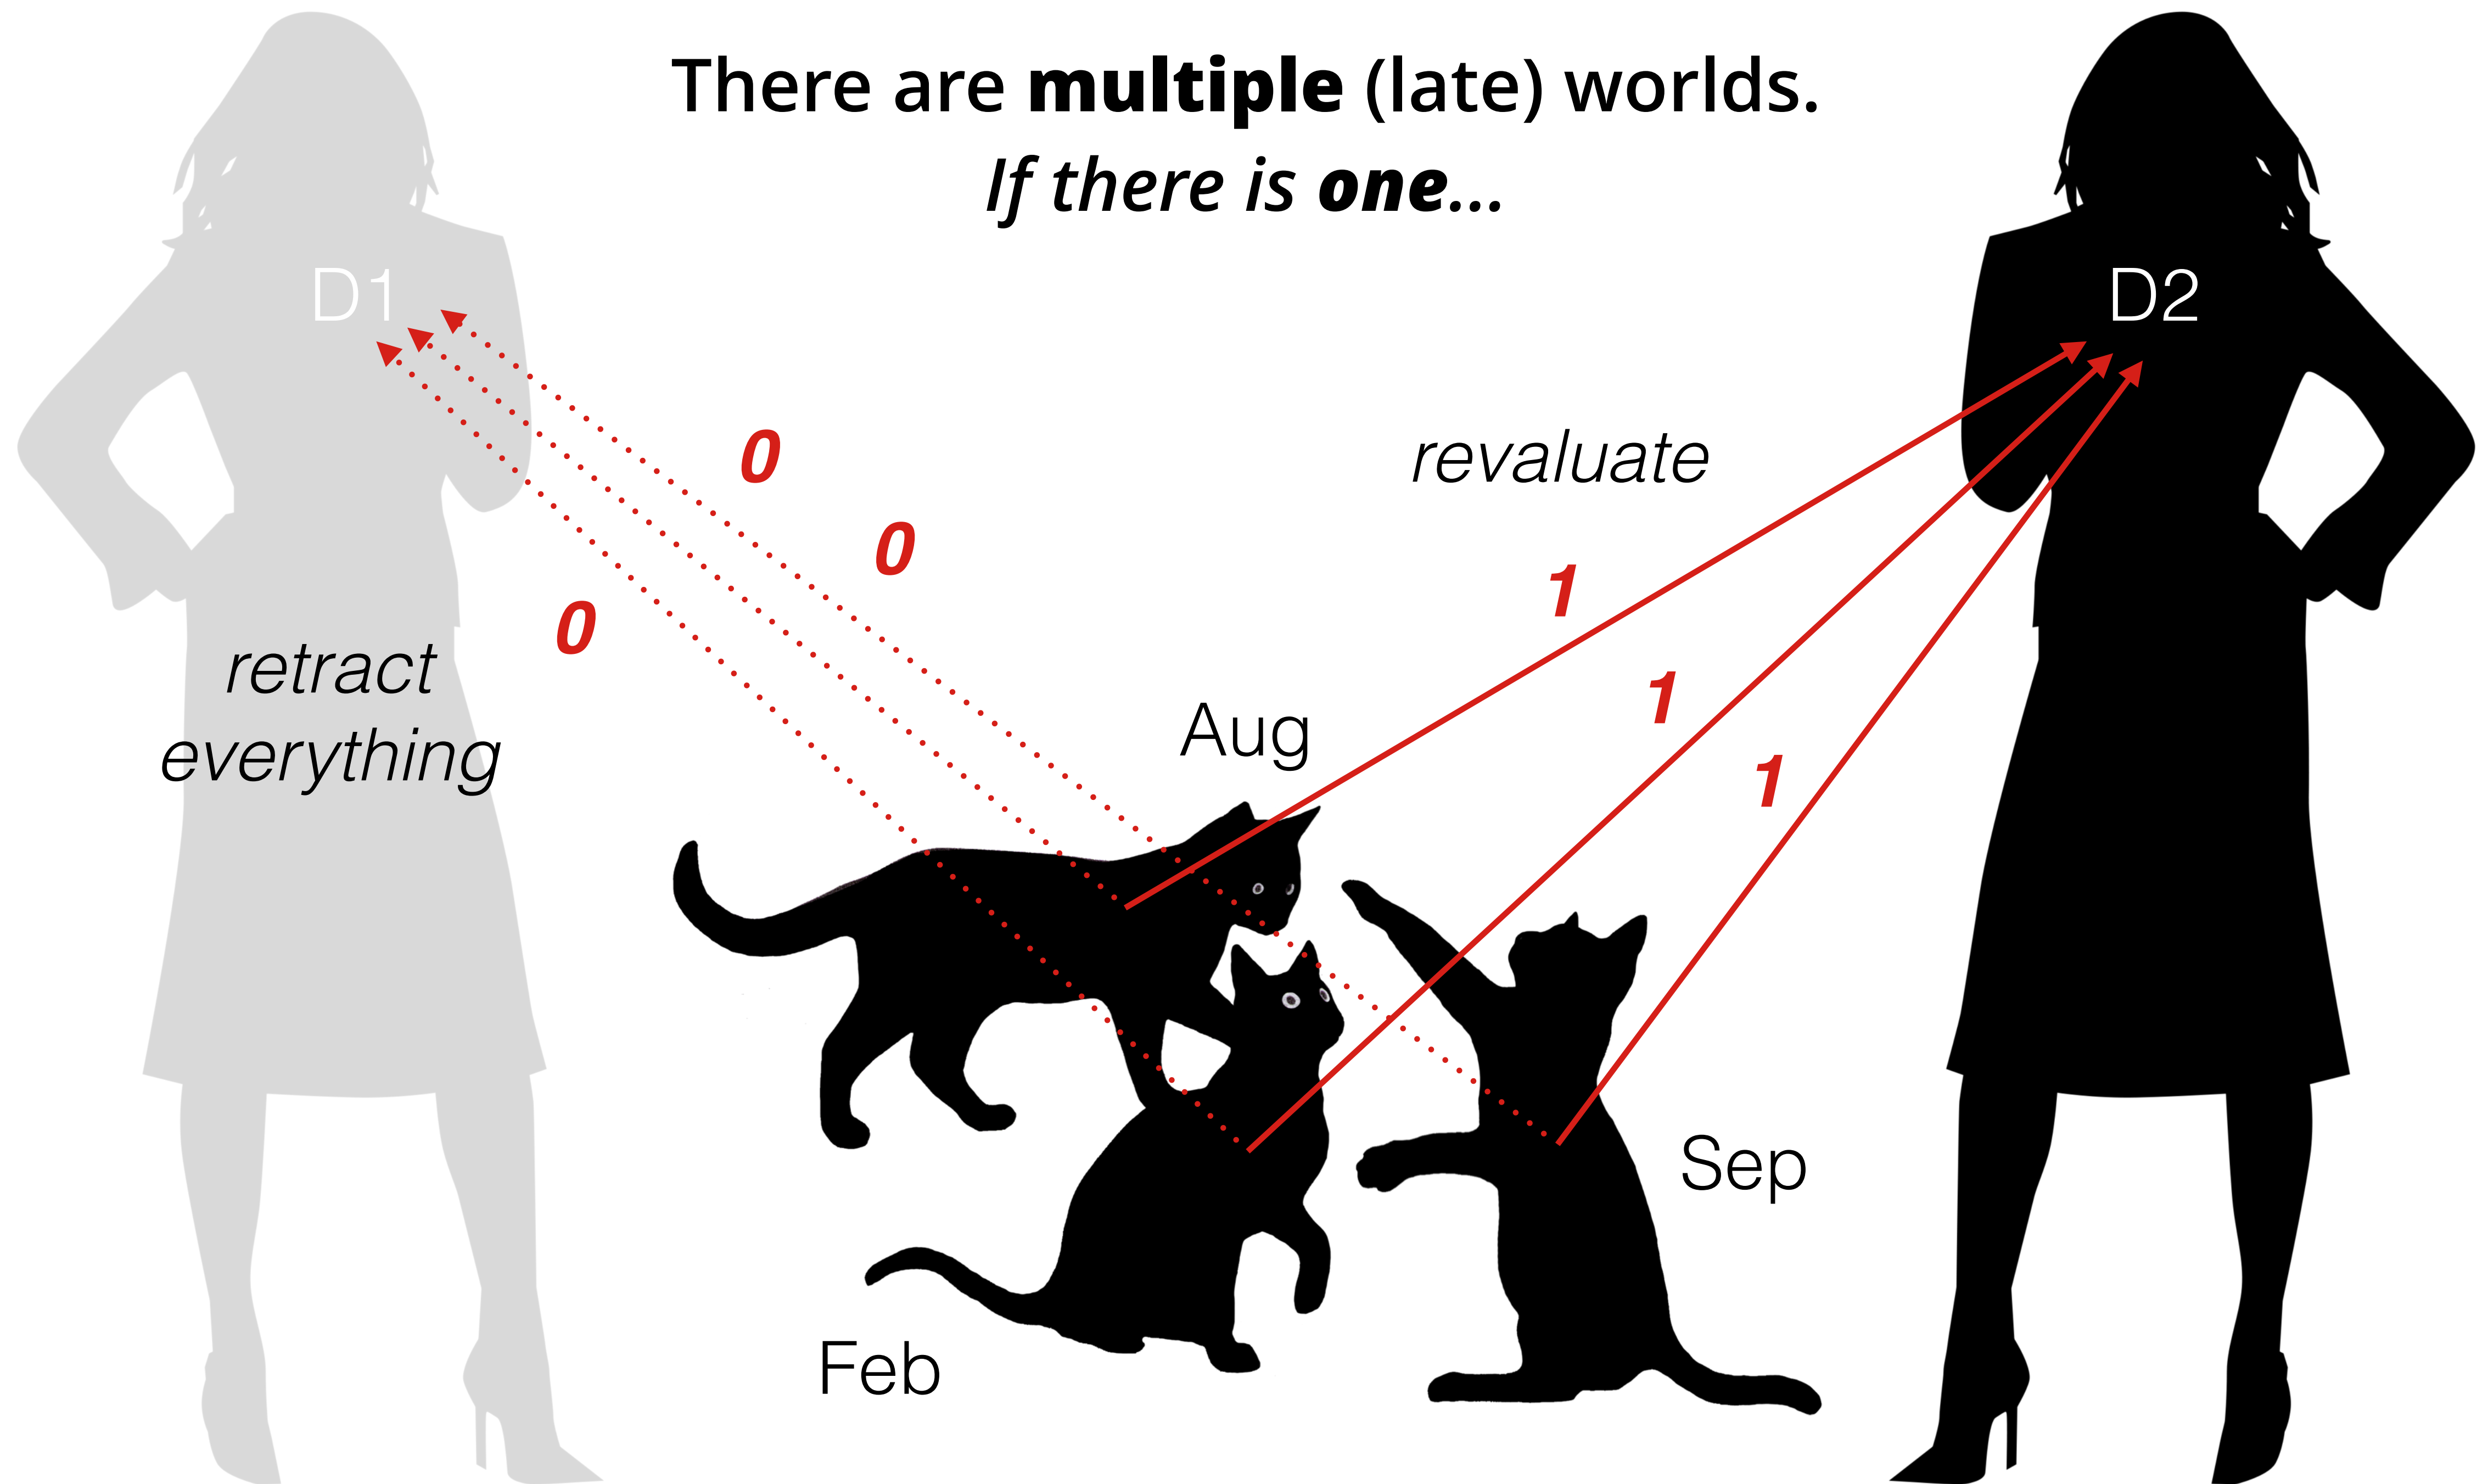 There are multiple (late) worlds.
If there is one...
D1
D2
0
revaluate
0
1
0
retract
everything
1
Aug
1
Sep
Feb